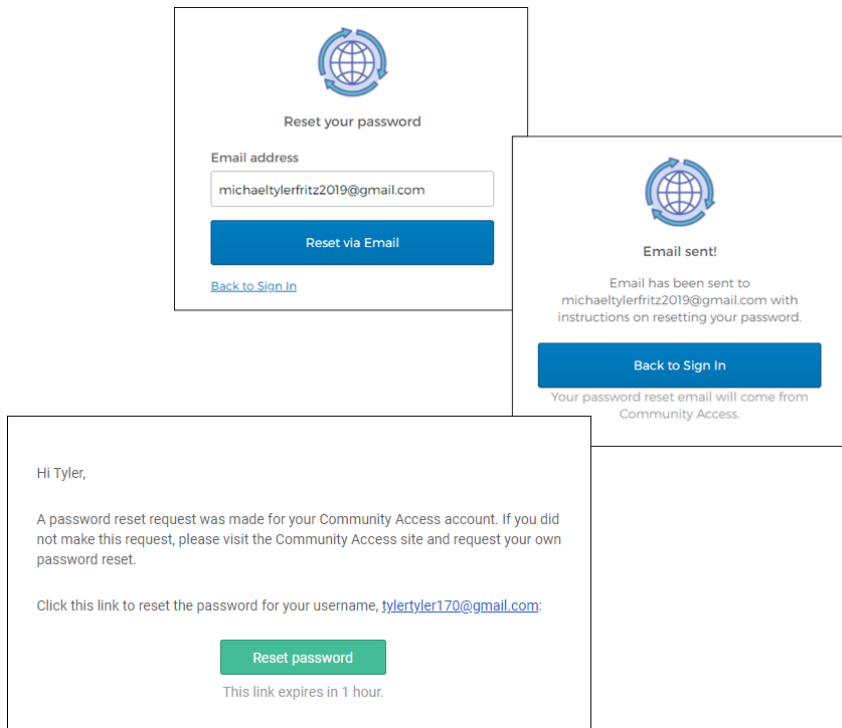 Reset your password
Email address
michaeltylerfritz2019@gmail.com
Reset via Email
Back to Sign In
Email sent!
Email has been sent to
michaeltylerfritz2019@gmail.com with
instructions on resetting your password.
Back to Sign In
Your password reset email will come from
Community Access.
Hi Tyler,
A password reset request was made for your Community Access account. If you did
not make this request, please visit the Community Access site and request your own
password reset.
Click this link to reset the password for your username, tylertyler170@gmail.com:
Reset password
This link expires in 1 hour.